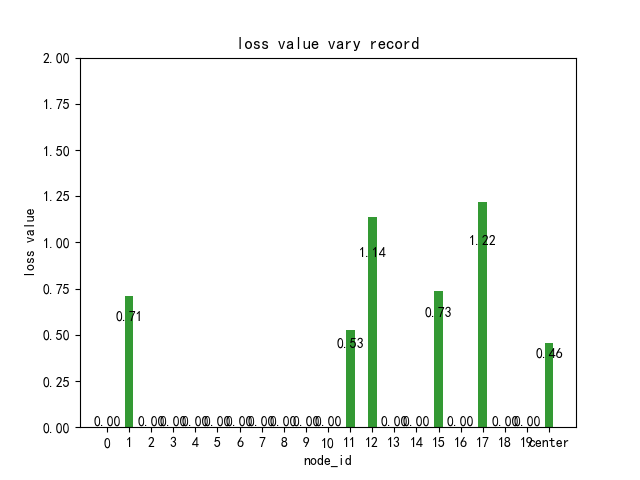 loss value vary record
2.00
1.75
1.50
1.25
1.00
0.75
0.50
0.25
0.00
loss value
0.00 0.71 0.00 0.00 0.00 0.00 0.00 0.00 0.00 0.00 0.00 0.53 1.14 0.00 0.00 0.73 0.00 1.22 0.00 0.00 0.46
0 1 2 3 4 5 6 7 8 9 10 11 12 13 14 15 16 17 18 19 center
node_id